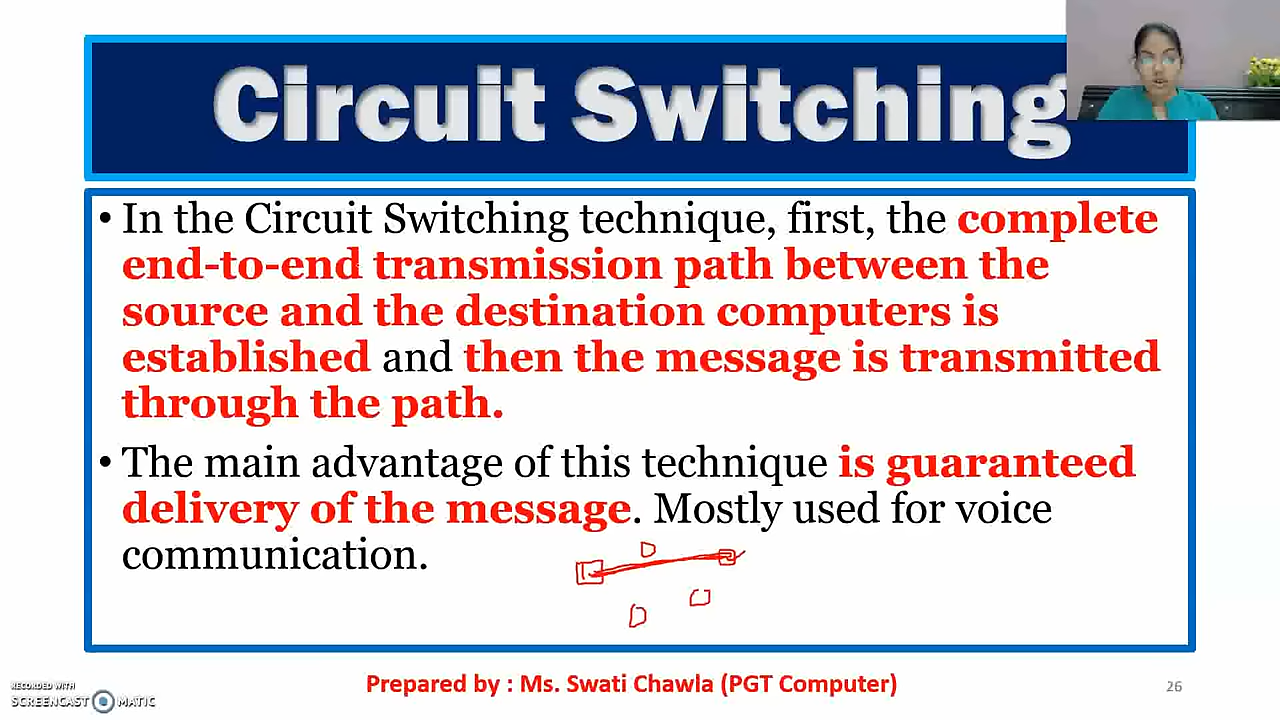 Circuit Switching
• In the Circuit Switching technique, first, the complete
end-to-end transmission path between the
source and the destination computers is
established and then the message is transmitted
through the path.
• The main advantage of this technique is guaranteed
delivery of the message. Mostly used for voice
communication.
Prepared by : Ms. Swati Chawla (PGT Computer)
26
RECORDED WITH
SCREENCAST MATIC